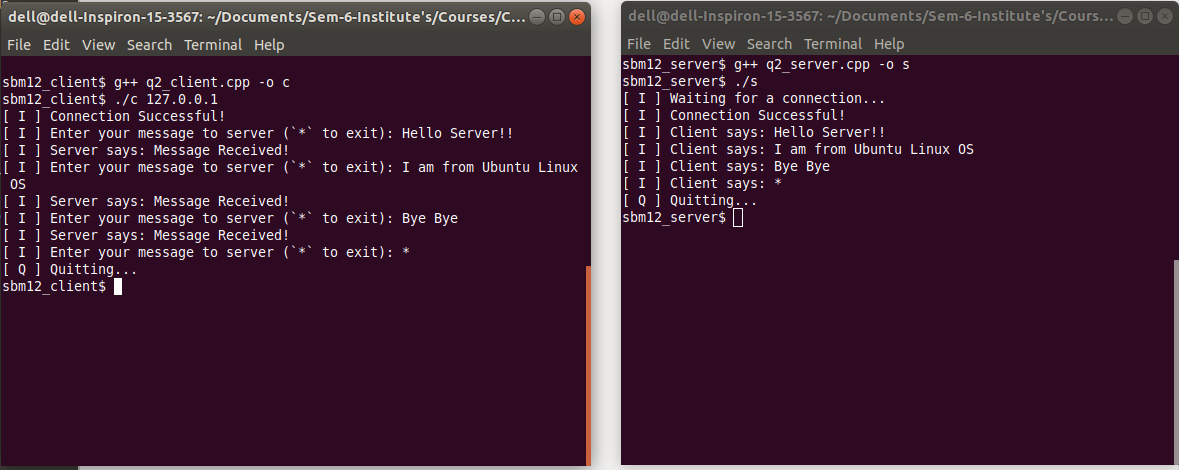 dell@dell-Inspiron-15-3567: ~/Documents/Sem-6-Institute's/Courses/C...
File Edit View Search Terminal Help
sbm12_client$ g++ q2_client.cpp -o c
sbm12_client$ ./c 127.0.0.1
[ I ] Connection Successful!
[ I ] Enter your message to server (`*` to exit): Hello Server!!
[ I ] Server says: Message Received!
[ I ] Enter your message to server (`*` to exit): I am from Ubuntu Linux
OS
[ I ] Server says: Message Received!
[ I ] Enter your message to server (`*` to exit): Bye Bye
[ I ] Server says: Message Received!
[ I ] Enter your message to server (`*` to exit): *
[ Q ] Quitting...
sbm12_client$
dell@dell-Inspiron-15-3567: ~/Documents/Sem-6-Institute's/Cours...
File Edit View Search Terminal Help
sbm12_server$ g++ q2_server.cpp -o s
sbm12_server$ ./s
[ I ] Waiting for a connection...
[ I ] Connection Successful!
[ I ] Client says: Hello Server!!
[ I ] Client says: I am from Ubuntu Linux OS
[ I ] Client says: Bye Bye
[ I ] Client says: *
[ Q ] Quitting...
sbm12_server$